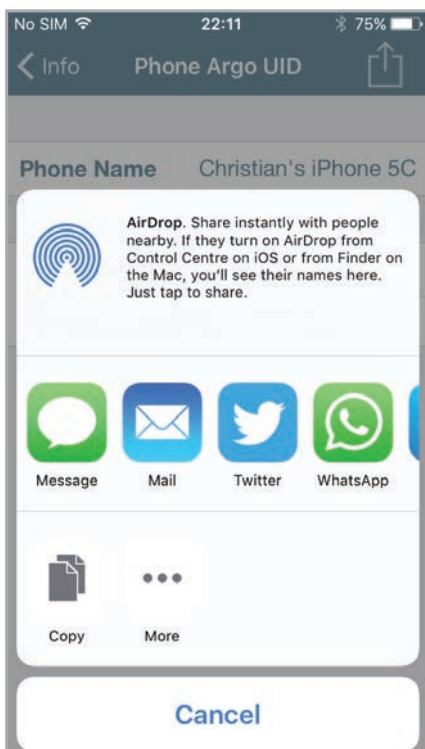 No SIM 22:11 75%
Info Phone Argo UID
Phone Name Christian's iPhone 5C
AirDrop. Share instantly with people
nearby. If they turn on AirDrop from
Control Centre on iOS or from Finder on
the Mac, you'll see their names here.
Just tap to share.
Message Mail Twitter WhatsApp
Copy More
Cancel